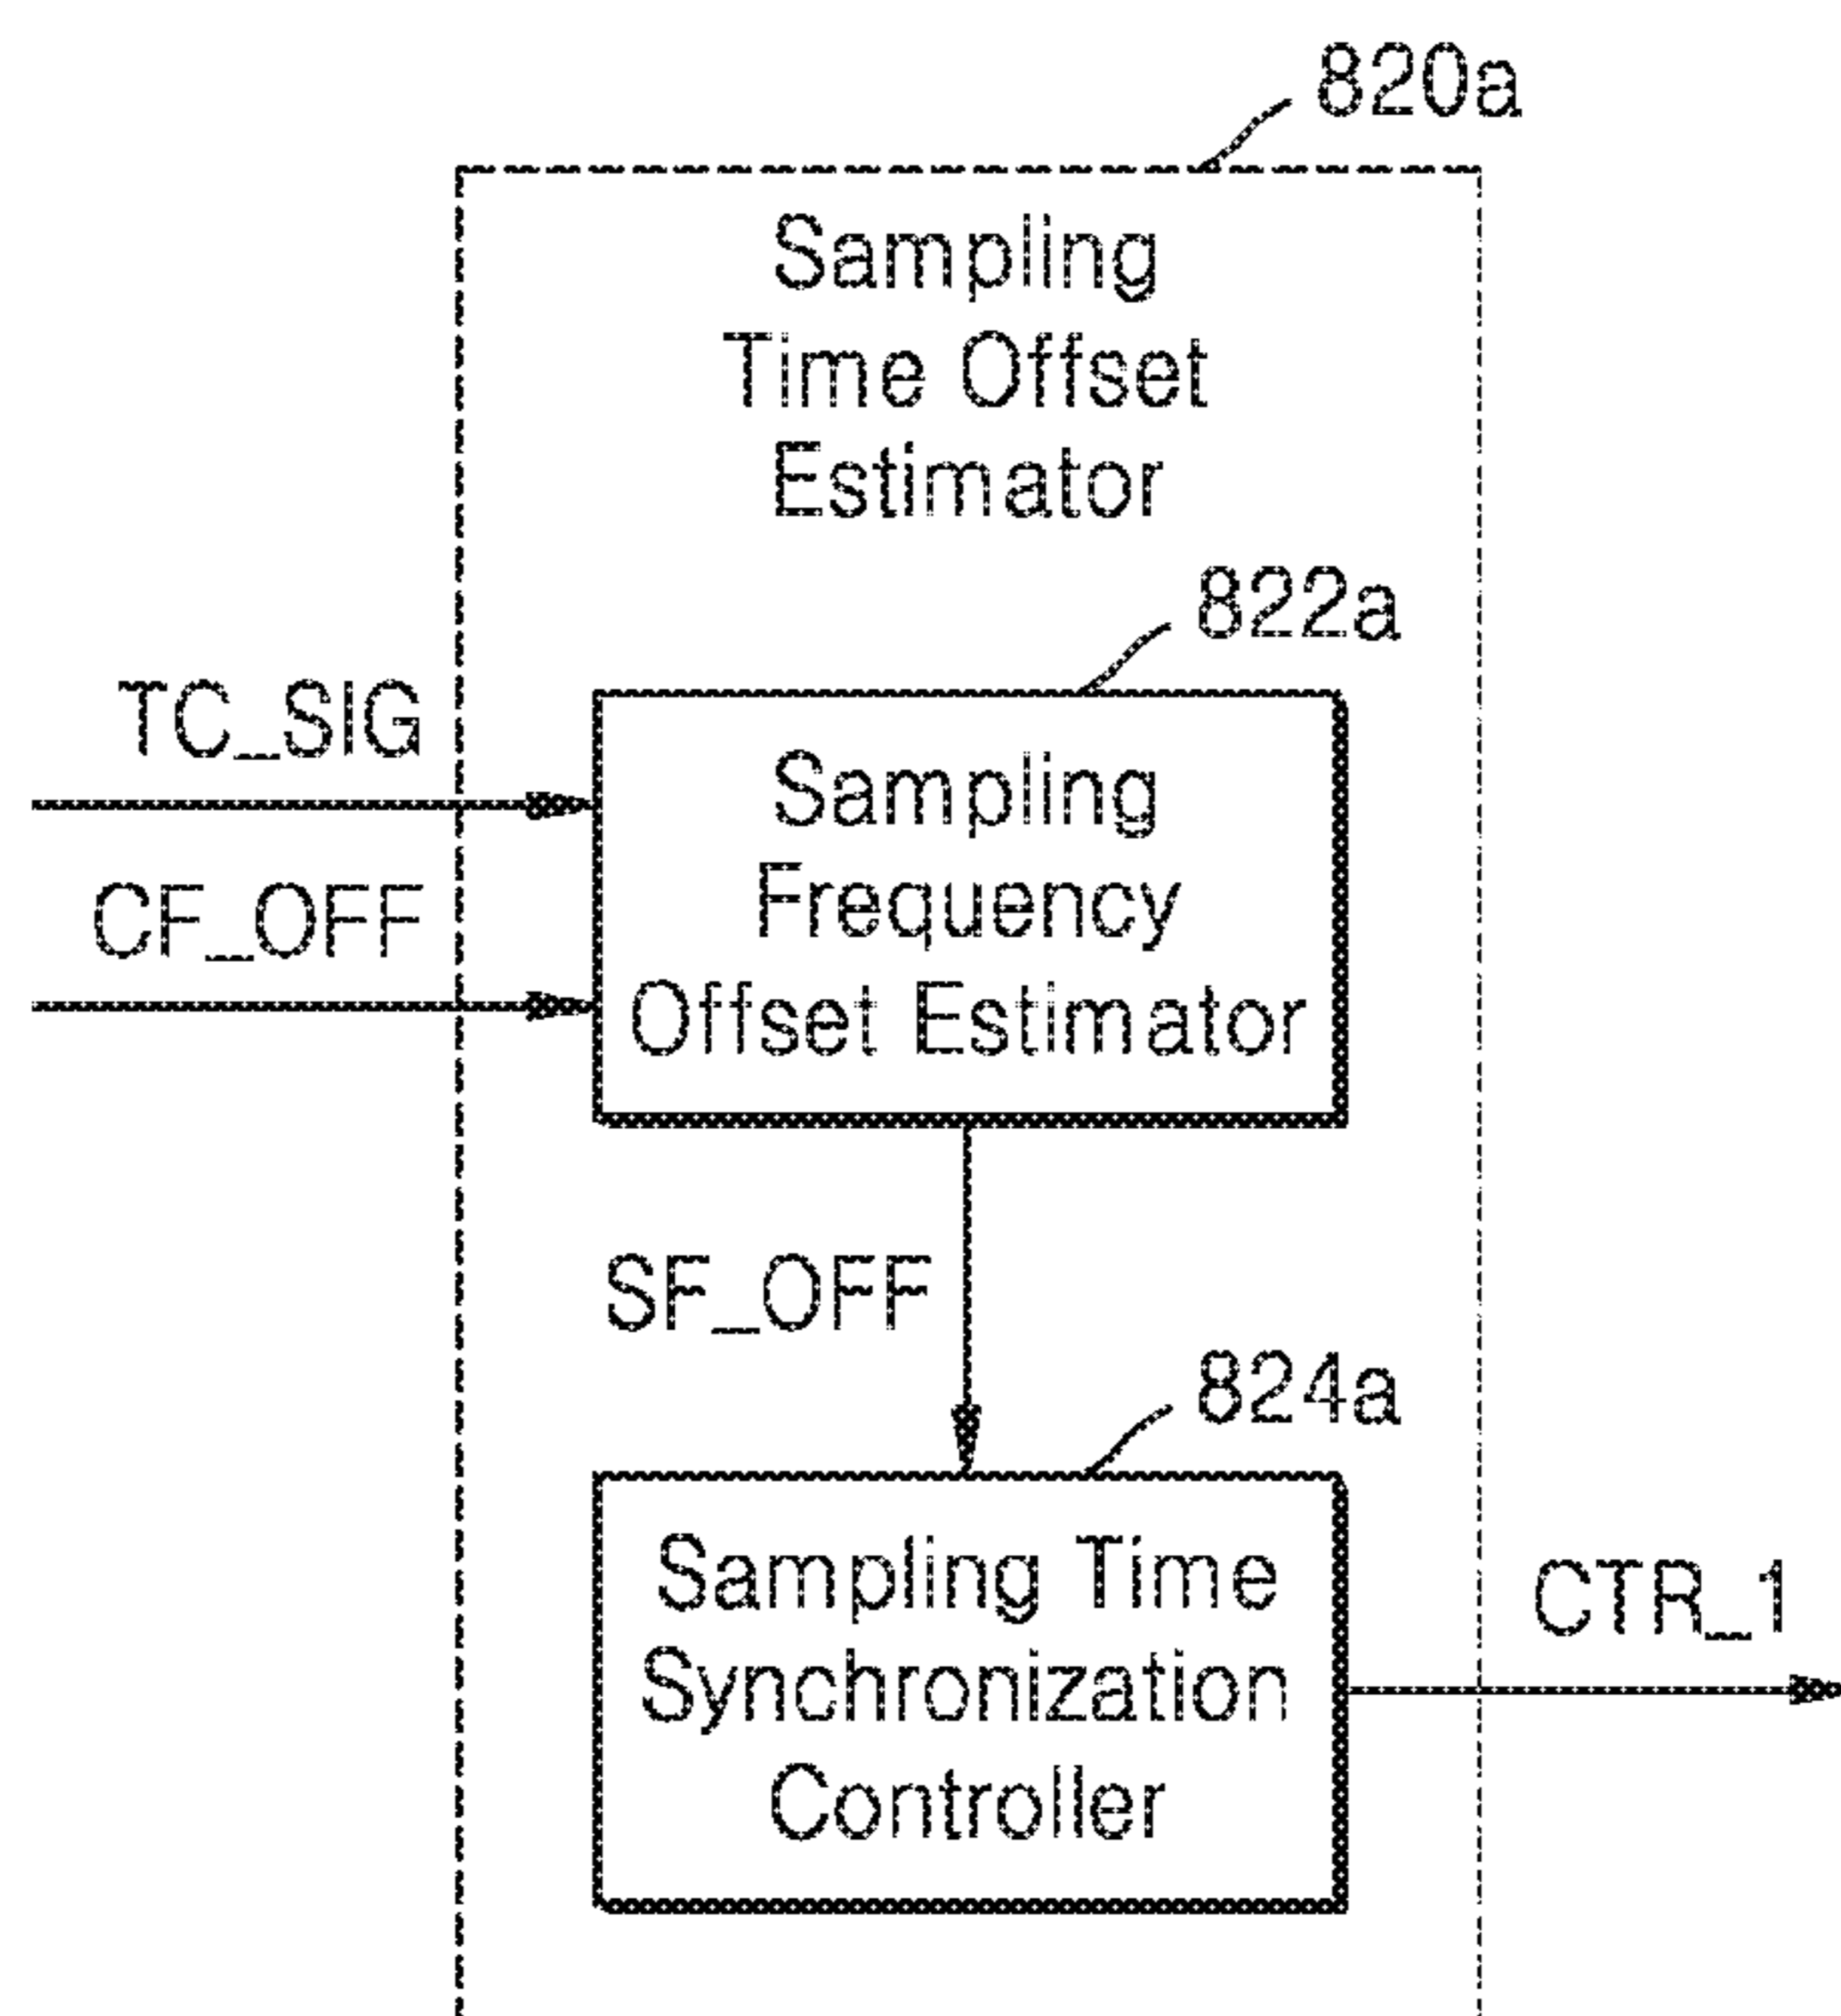 820a
Sampling
Time Offset
Estimator
822a
TC_SIG
CF_OFF
Sampling
Frequency
Offset Estimator
SF_OFF
824a
Sampling Time
Synchronization
Controller
CTR_1